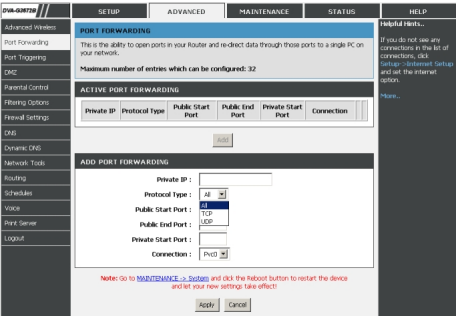 DVA-G3672B
SETUP ADVANCED MAINTENANCE STATUS HELP
Advanced Wireless
Port Forwarding
Port Triggering
DMZ
Parental Control
Filtering Options
Firewall Settings
DNS
Dynamic DNS
Network Tools
Routing
Schedules
Voice
Print Server
Logout
PORT FORWARDING
This is the ability to open ports in your Router and re-direct data through those ports to a single PC on
your network.
Maximum number of entries which can be configured: 32
ACTIVE PORT FORWARDING
Private IP Protocol Type Public Start Port Public End Port Private Start Port Connection
Add
ADD PORT FORWARDING
Private IP :
Protocol Type : All
All
TCP
UDP
Public Start Port :
Public End Port :
Private Start Port :
Connection : Pvc0
Note: Go to MAINTENANCE -> System and click the Reboot button to restart the device
and let your new settings take effect!
Apply Cancel
Helpful Hints..
If you do not see any
connections in the list of
connections, click
Setup->Internet Setup
and set the internet
option.
More..